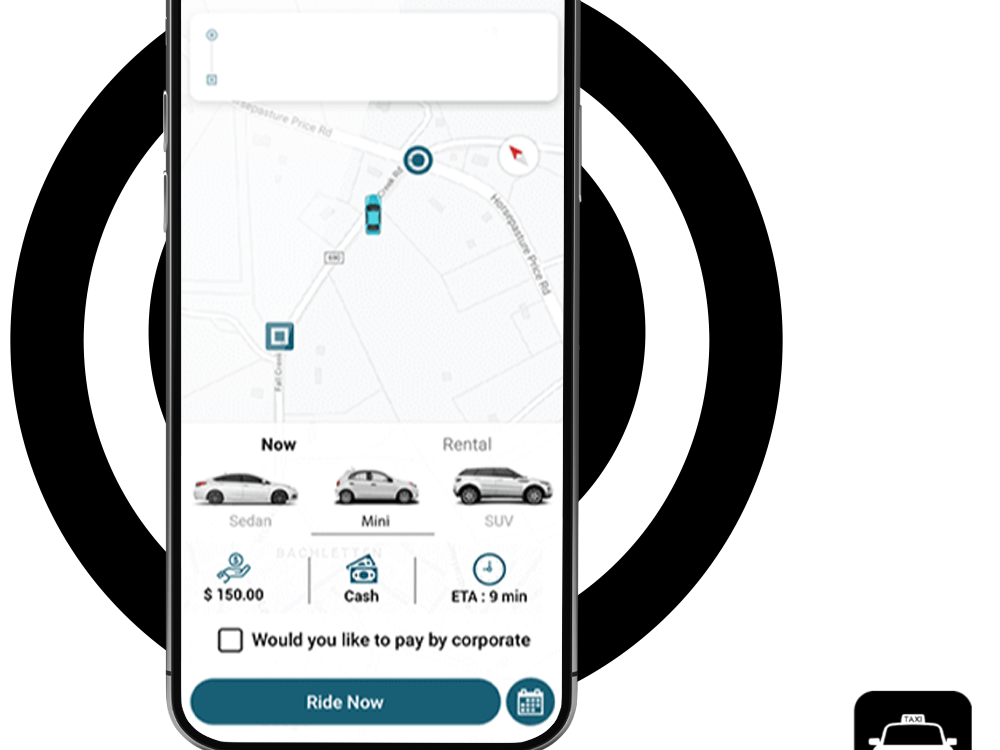 Horsepasture Price Rd
Creek Rd
Horsepasture Price Rd
690
Fall Creek
Now
Rental
Sedan
Mini
SUV
BACHLETTEN
$ 150.00
Cash
ETA : 9 min
Would you like to pay by corporate
Ride Now
TAXI